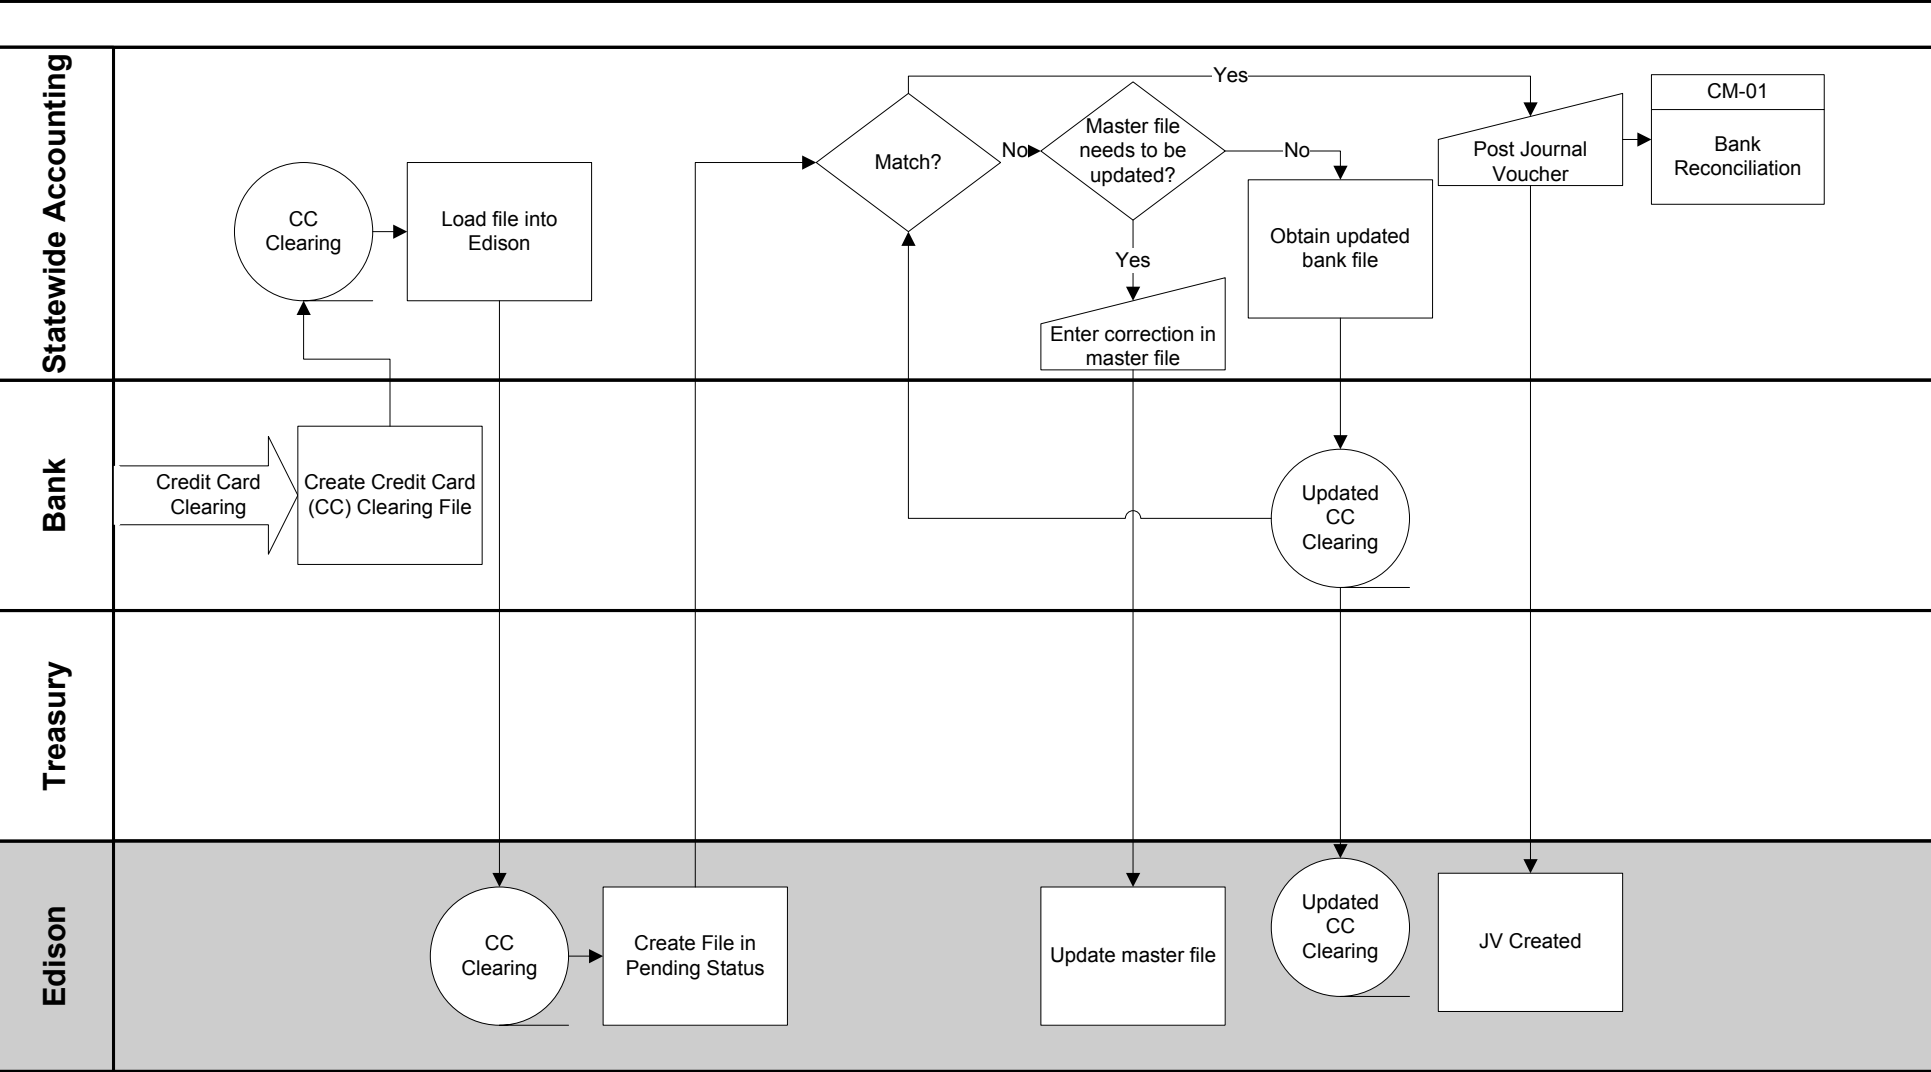 Statewide Accounting
CC
Clearing
Load file into
Edison
Match?
Yes
No
Master file
needs to be
updated?
No
Yes
Enter correction in
master file
Obtain updated
bank file
Post Journal
Voucher
CM-01
Bank
Reconciliation
Bank
Credit Card
Clearing
Create Credit Card
(CC) Clearing File
Updated
CC
Clearing
Treasury
Edison
CC
Clearing
Create File in
Pending Status
Update master file
Updated
CC
Clearing
JV Created